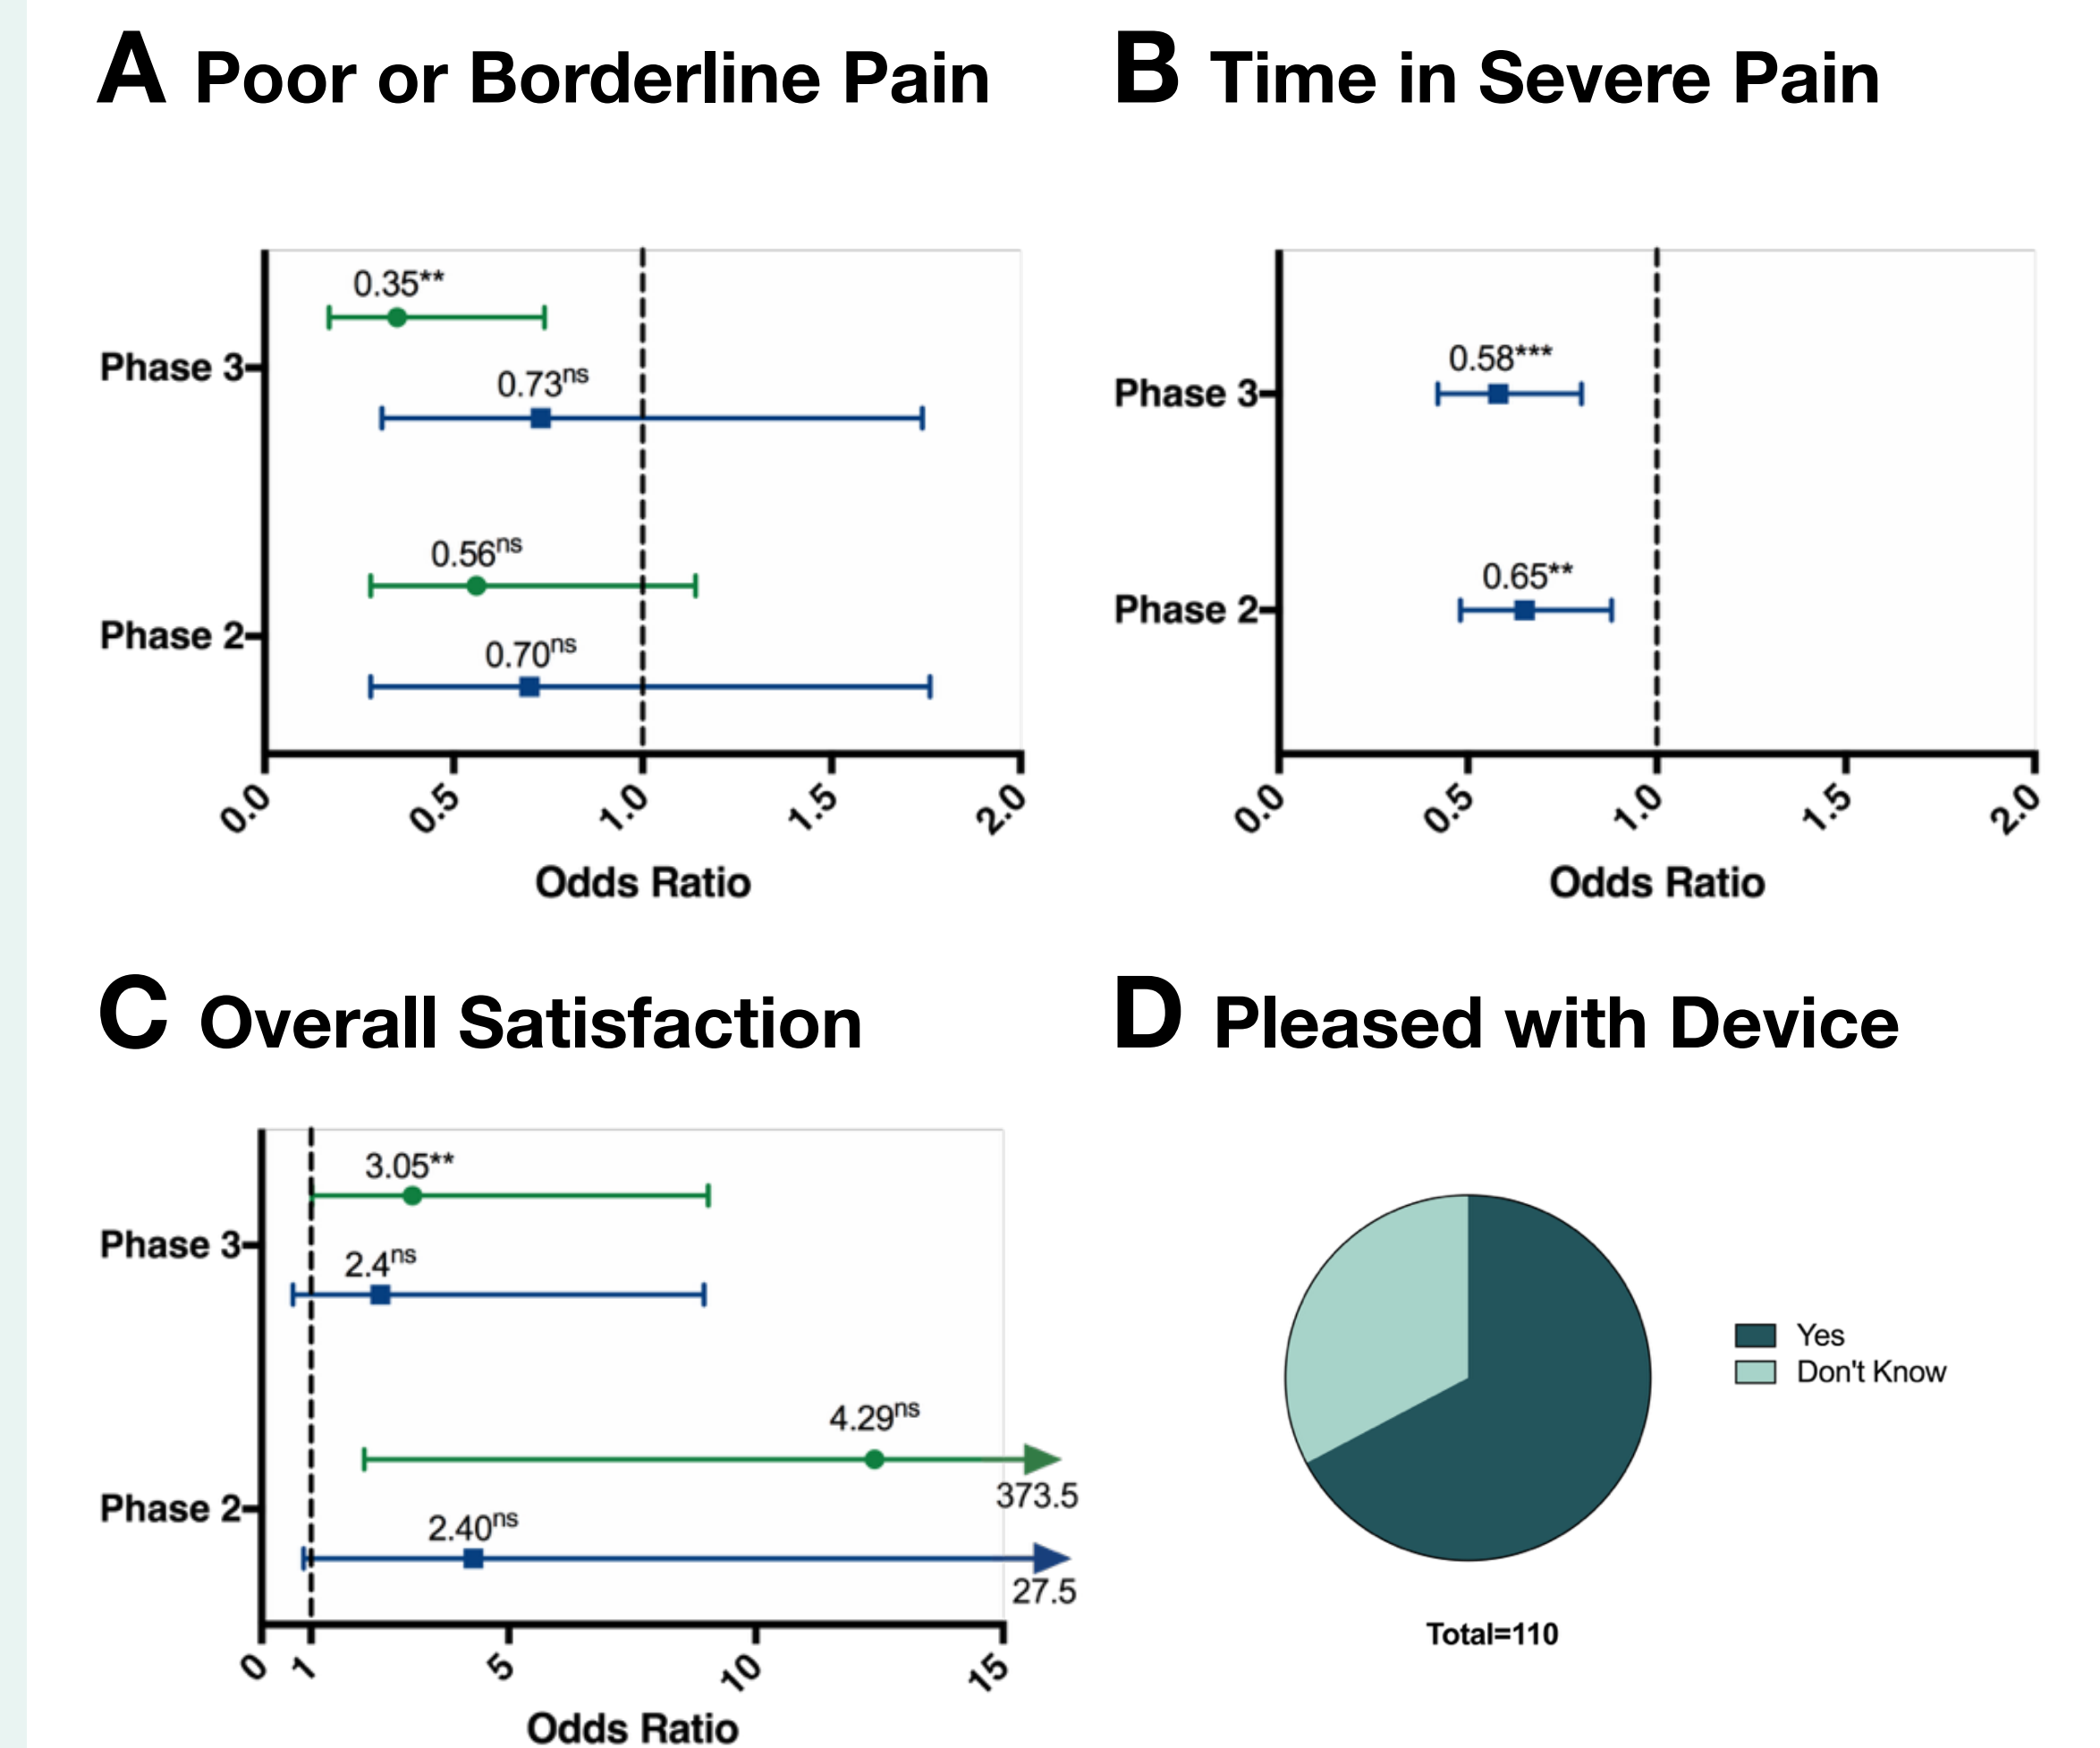 A Poor or Borderline Pain
0.35**
Phase 3
0.73ns
0.56ns
Phase 2
0.70ns
0.0 0.5 1.0 1.5 2.0
Odds Ratio
B Time in Severe Pain
0.58***
Phase 3
0.65**
Phase 2
0.0 0.5 1.0 1.5 2.0
Odds Ratio
C Overall Satisfaction
3.05**
Phase 3
2.4ns
4.29ns
373.5
Phase 2
2.40ns
27.5
0 1 5 10 15
Odds Ratio
D Pleased with Device
Yes
Don't Know
Total=110